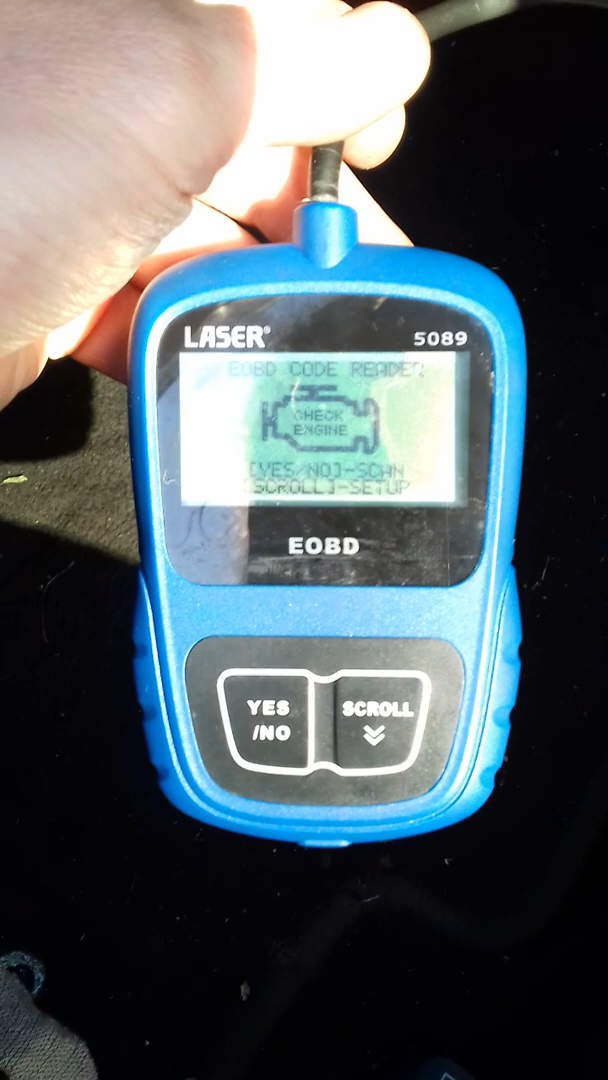 LASER®
5089
EOBD CODE READER
CHECK
ENGINE
[YES/NO]-SCAN
[SCROLL]-SETUP
EOBD
YES
/NO
SCROLL